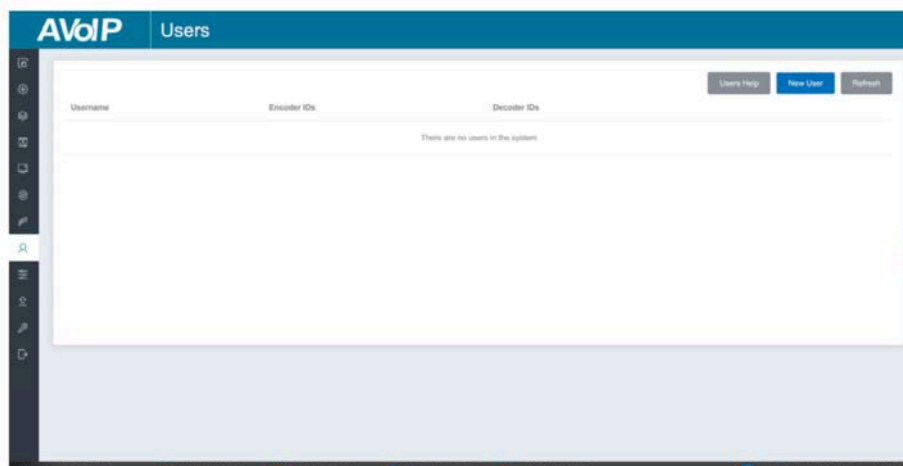 AVoIP Users
Users Help New User Refresh
Username Encoder IDs Decoder IDs
There are no users in the system